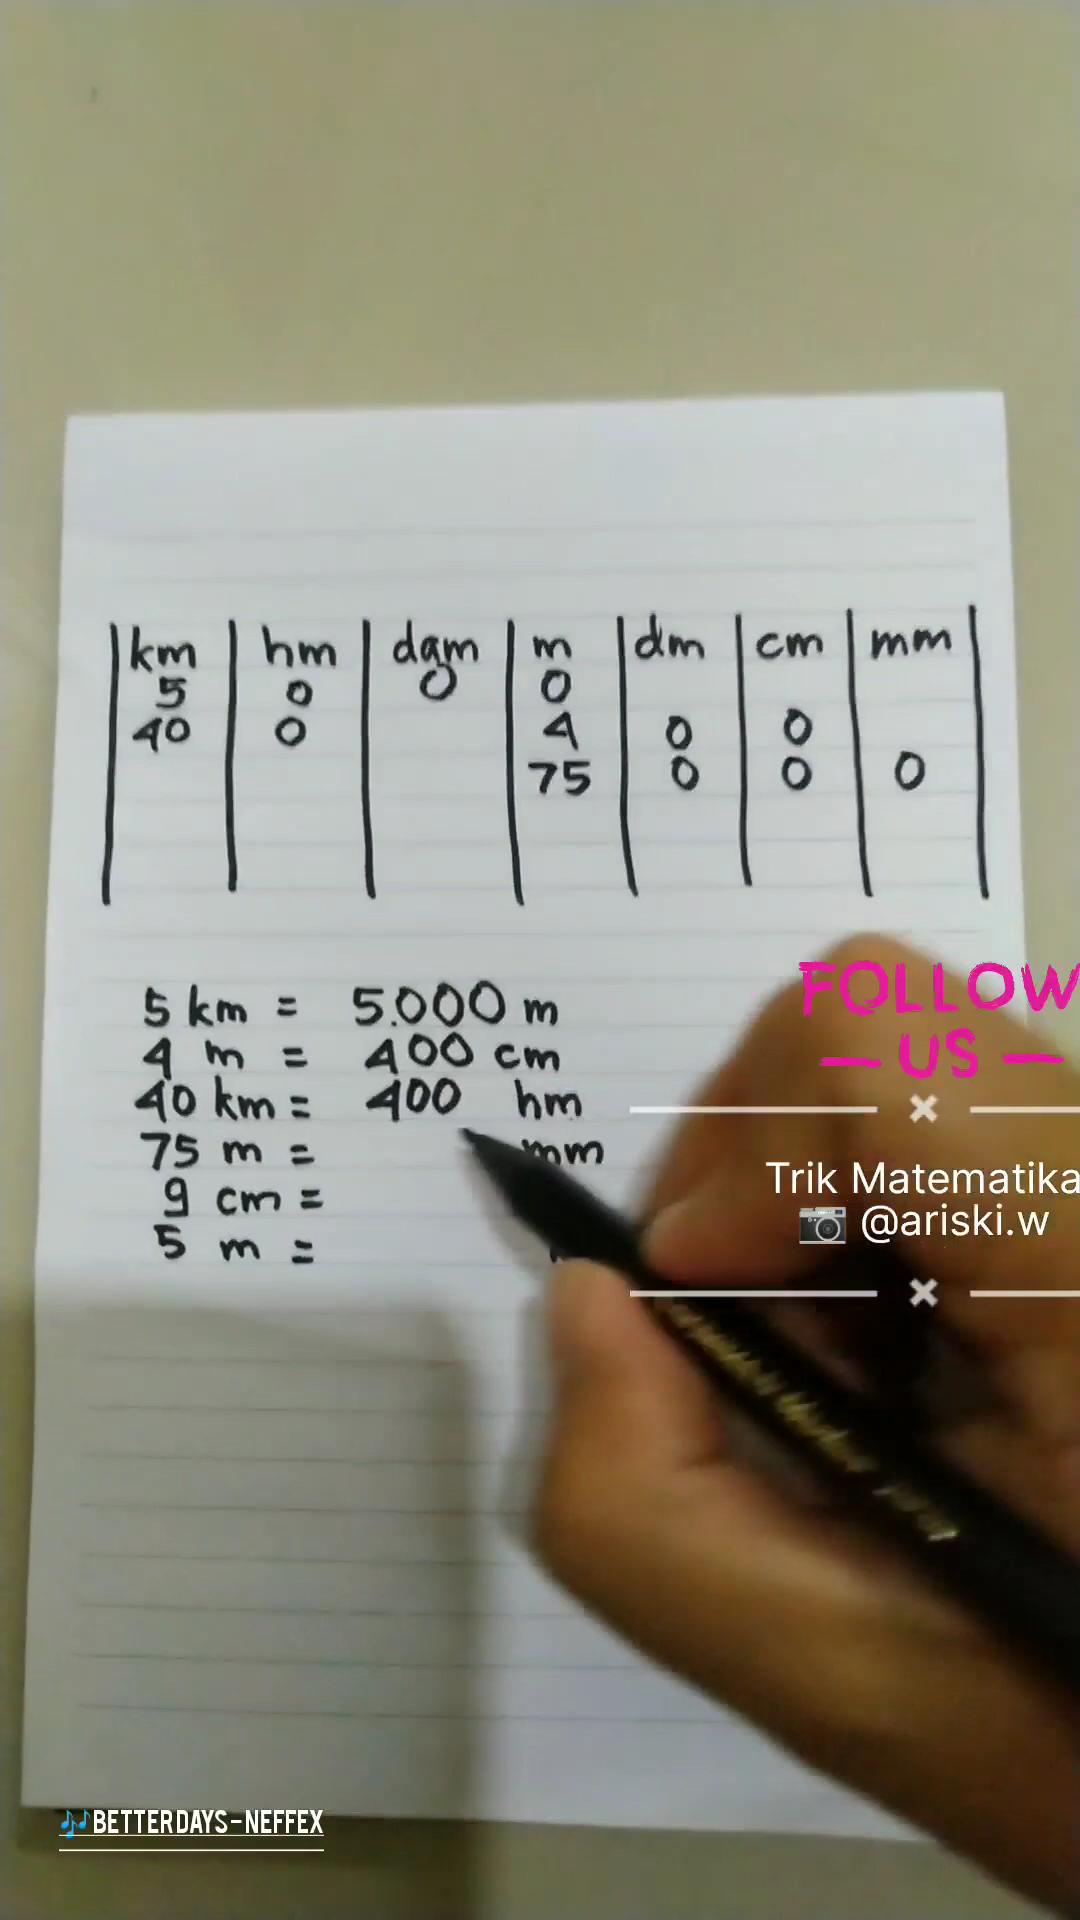 km hm dam m dm cm mm
5 0 0 0
40 0 4 0 0
75 0 0 0
5 km = 5.000 m
4 m = 400 cm
40 km = 400 hm
75 m = mm
9 cm =
5 m =
FOLLOW
— US —
Trik Matematika
@ariski.w
BETTERDAYS-NEFFEX